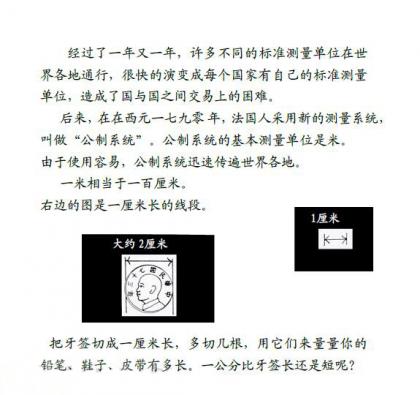 经过了一年又一年，许多不同的标准测量单位在世
界各地通行，很快的演变成每个国家有自己的标准测量
单位，造成了国与国之间交易上的困难。
后来，在在西元一七九零年，法国人采用新的测量系统，
叫做“公制系统”。公制系统的基本测量单位是米。
由于使用容易，公制系统迅速传遍世界各地。
一米相当于一百厘米。
右边的图是一厘米长的线段。
1厘米
大约2厘米
把牙签切成一厘米长，多切几根，用它们来量量你的
铅笔、鞋子、皮带有多长。一公分比牙签长还是短呢？